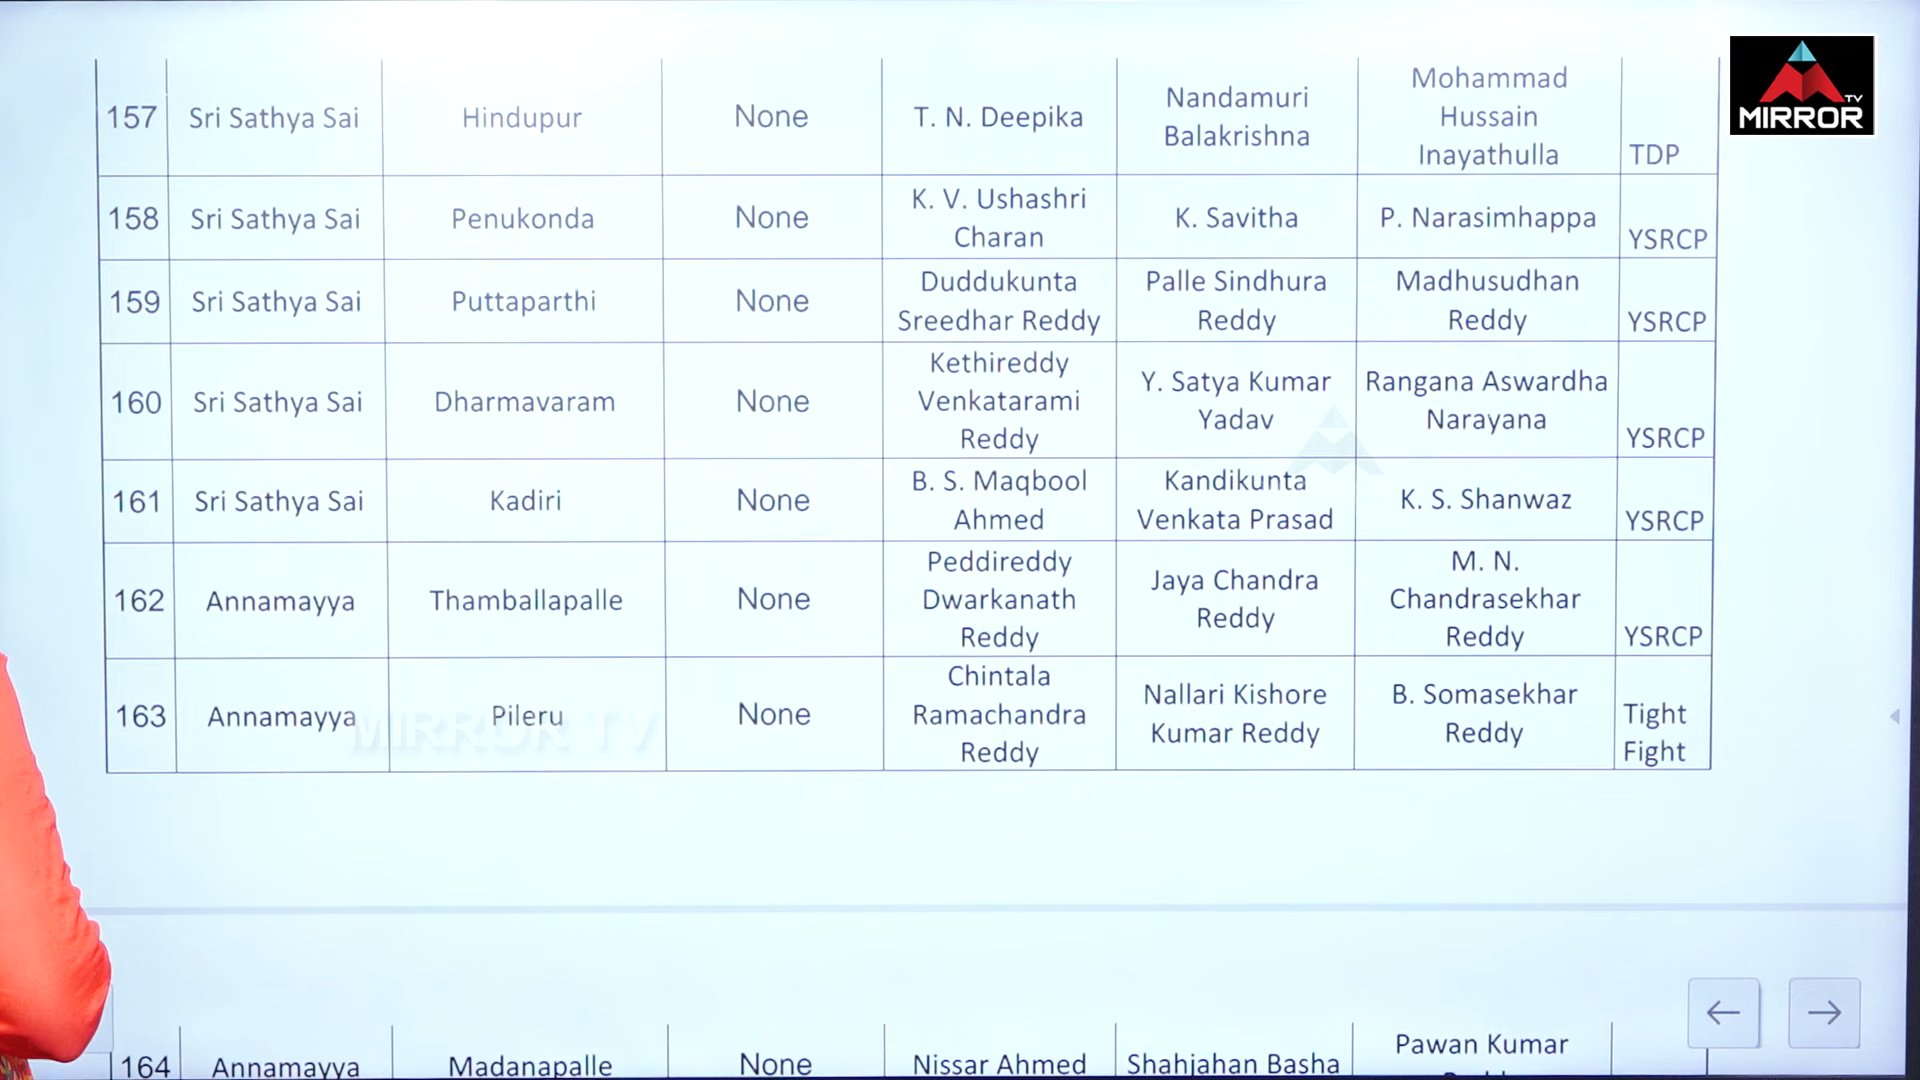 MIRROR TV
157 Sri Sathya Sai Hindupur None T. N. Deepika Nandamuri Balakrishna Mohammad Hussain Inayathulla TDP
158 Sri Sathya Sai Penukonda None K. V. Ushashri Charan K. Savitha P. Narasimhappa YSRCP
159 Sri Sathya Sai Puttaparthi None Duddukunta Sreedhar Reddy Palle Sindhura Reddy Madhusudhan Reddy YSRCP
160 Sri Sathya Sai Dharmavaram None Kethireddy Venkatarami Reddy Y. Satya Kumar Yadav Rangana Aswardha Narayana YSRCP
161 Sri Sathya Sai Kadiri None B. S. Maqbool Ahmed Kandikunta Venkata Prasad K. S. Shanwaz YSRCP
162 Annamayya Thamballapalle None Peddireddy Dwarkanath Reddy Jaya Chandra Reddy M. N. Chandrasekhar Reddy YSRCP
163 Annamayya Pileru None Chintala Ramachandra Reddy Nallari Kishore Kumar Reddy B. Somasekhar Reddy Tight Fight
MIRROR TV
164 Annamayya Madanapalle None Nissar Ahmed Shahjahan Basha Pawan Kumar